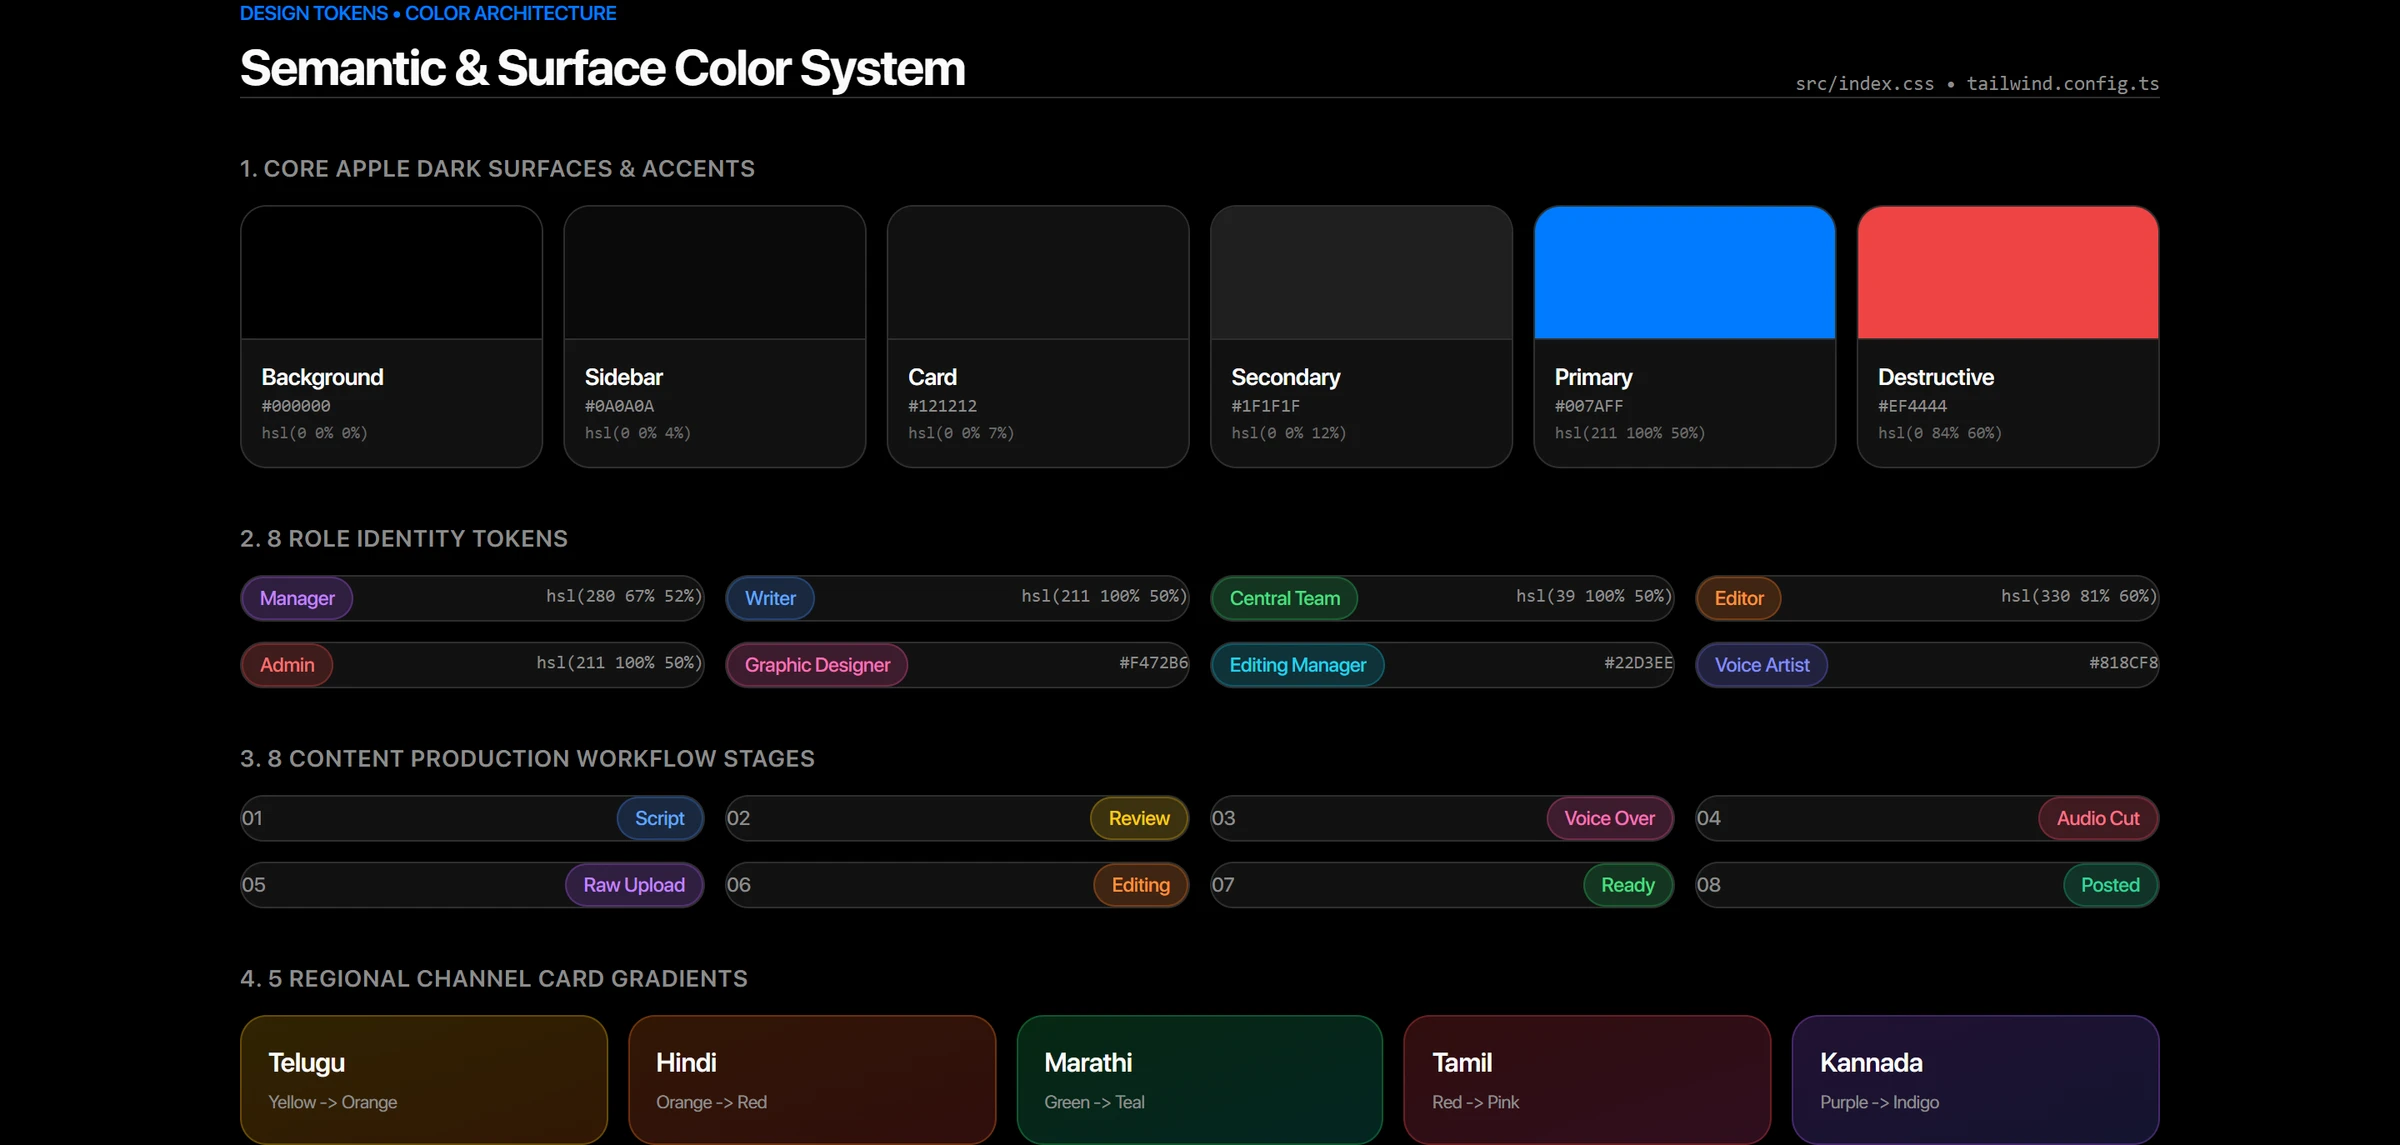 DESIGN TOKENS • COLOR ARCHITECTURE
Semantic & Surface Color System
src/index.css • tailwind.config.ts
1. CORE APPLE DARK SURFACES & ACCENTS
Background
#000000
hsl(0 0% 0%)
Sidebar
#0A0A0A
hsl(0 0% 4%)
Card
#121212
hsl(0 0% 7%)
Secondary
#1F1F1F
hsl(0 0% 12%)
Primary
#007AFF
hsl(211 100% 50%)
Destructive
#EF4444
hsl(0 84% 60%)
2. 8 ROLE IDENTITY TOKENS
Manager hsl(280 67% 52%)
Writer hsl(211 100% 50%)
Central Team hsl(39 100% 50%)
Editor hsl(330 81% 60%)
Admin hsl(211 100% 50%)
Graphic Designer #F472B6
Editing Manager #22D3EE
Voice Artist #818CF8
3. 8 CONTENT PRODUCTION WORKFLOW STAGES
01 Script
02 Review
03 Voice Over
04 Audio Cut
05 Raw Upload
06 Editing
07 Ready
08 Posted
4. 5 REGIONAL CHANNEL CARD GRADIENTS
Telugu
Yellow -> Orange
Hindi
Orange -> Red
Marathi
Green -> Teal
Tamil
Red -> Pink
Kannada
Purple -> Indigo